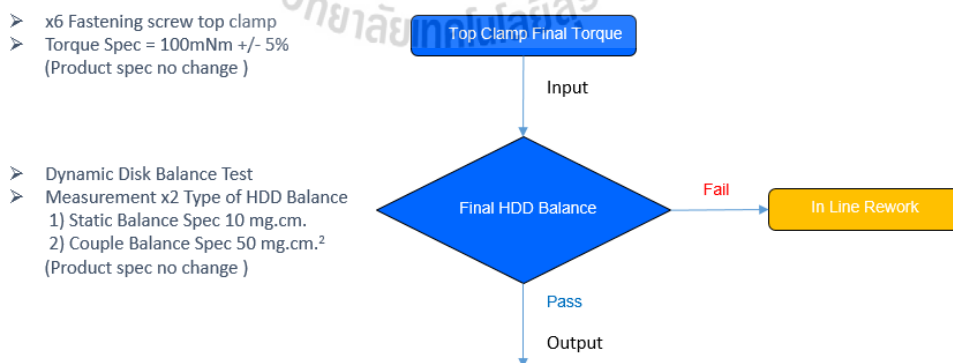 x6 Fastening screw top clamp
Torque Spec = 100mNm +/- 5%
(Product spec no change )
Top Clamp Final Torque
Input
Dynamic Disk Balance Test
Measurement x2 Type of HDD Balance
1) Static Balance Spec 10 mg.cm.
2) Couple Balance Spec 50 mg.cm.²
(Product spec no change )
Final HDD Balance
Fail
In Line Rework
Pass
Output